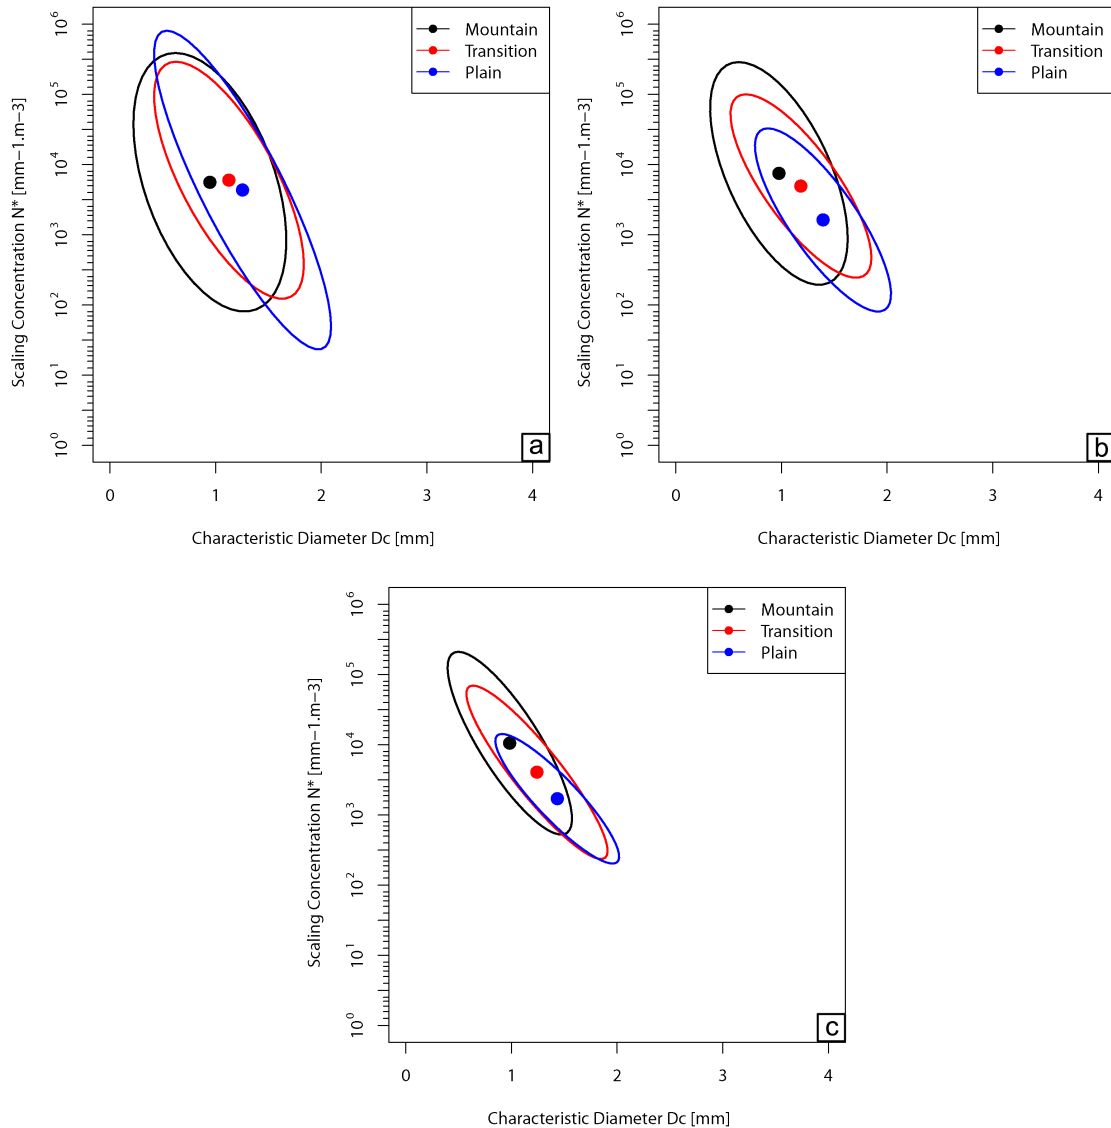 Scaling Concentration N* [mm−1.m−3]
10^6
10^5
10^4
10^3
10^2
10^1
10^0
Mountain
Transition
Plain
a
0 1 2 3 4
Characteristic Diameter Dc [mm]
Scaling Concentration N* [mm−1.m−3]
10^6
10^5
10^4
10^3
10^2
10^1
10^0
Mountain
Transition
Plain
b
0 1 2 3 4
Characteristic Diameter Dc [mm]
Scaling Concentration N* [mm−1.m−3]
10^6
10^5
10^4
10^3
10^2
10^1
10^0
Mountain
Transition
Plain
c
0 1 2 3 4
Characteristic Diameter Dc [mm]